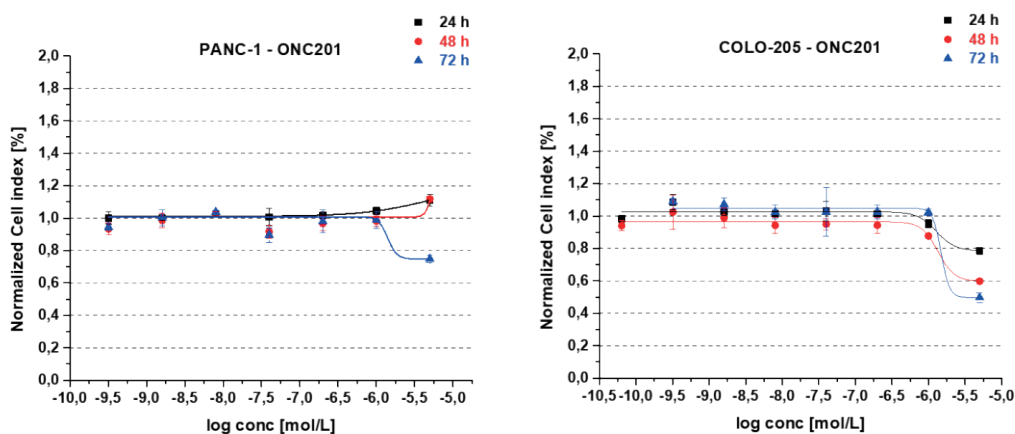 24 h
48 h
72 h
PANC-1 - ONC201
2,0
1,8
1,6
1,4
1,2
1,0
0,8
0,6
0,4
0,2
0,0
Normalized Cell index [%]
-10,0 -9,5 -9,0 -8,5 -8,0 -7,5 -7,0 -6,5 -6,0 -5,5 -5,0
log conc [mol/L]
24 h
48 h
72 h
COLO-205 - ONC201
2,0
1,8
1,6
1,4
1,2
1,0
0,8
0,6
0,4
0,2
0,0
Normalized Cell index [%]
-10,5 -10,0 -9,5 -9,0 -8,5 -8,0 -7,5 -7,0 -6,5 -6,0 -5,5 -5,0
log conc [mol/L]